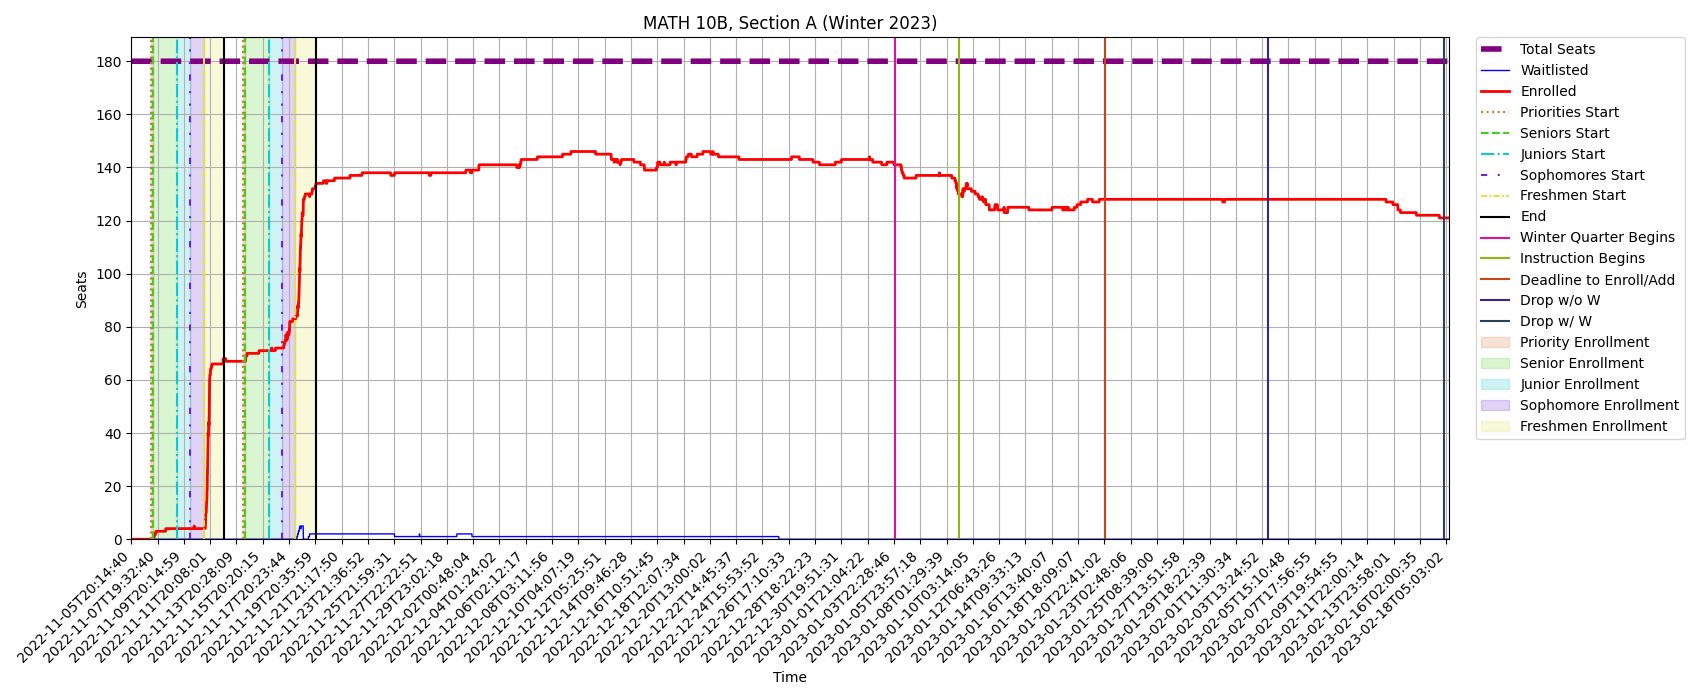 MATH 10B, Section A (Winter 2023)
Seats
180
160
140
120
100
80
60
40
20
0
2022-11-05T20:14:40
2022-11-07T19:32:40
2022-11-09T20:14:59
2022-11-11T20:08:01
2022-11-13T20:28:09
2022-11-15T20:20:15
2022-11-17T20:23:44
2022-11-19T20:35:59
2022-11-21T21:17:50
2022-11-23T21:36:52
2022-11-25T21:59:31
2022-11-27T22:22:51
2022-11-29T23:02:18
2022-12-02T00:48:04
2022-12-04T01:24:02
2022-12-06T02:12:17
2022-12-08T03:11:56
2022-12-10T04:07:19
2022-12-12T05:25:51
2022-12-14T09:46:28
2022-12-16T10:51:45
2022-12-18T12:07:34
2022-12-20T13:00:02
2022-12-22T14:45:37
2022-12-24T15:53:52
2022-12-26T17:10:33
2022-12-28T18:22:23
2022-12-30T19:51:31
2023-01-01T21:04:22
2023-01-03T22:28:46
2023-01-05T23:57:18
2023-01-08T01:29:39
2023-01-10T03:14:05
2023-01-12T06:43:26
2023-01-14T09:33:13
2023-01-16T13:40:07
2023-01-18T18:09:07
2023-01-20T22:41:02
2023-01-23T02:48:06
2023-01-25T08:39:00
2023-01-27T13:51:58
2023-01-29T18:22:39
2023-02-01T11:30:34
2023-02-03T13:24:52
2023-02-05T15:10:48
2023-02-07T17:56:55
2023-02-09T19:54:55
2023-02-11T22:00:14
2023-02-13T23:58:01
2023-02-16T02:00:35
2023-02-18T05:03:02
Time
Total Seats
Waitlisted
Enrolled
Priorities Start
Seniors Start
Juniors Start
Sophomores Start
Freshmen Start
End
Winter Quarter Begins
Instruction Begins
Deadline to Enroll/Add
Drop w/o W
Drop w/ W
Priority Enrollment
Senior Enrollment
Junior Enrollment
Sophomore Enrollment
Freshmen Enrollment